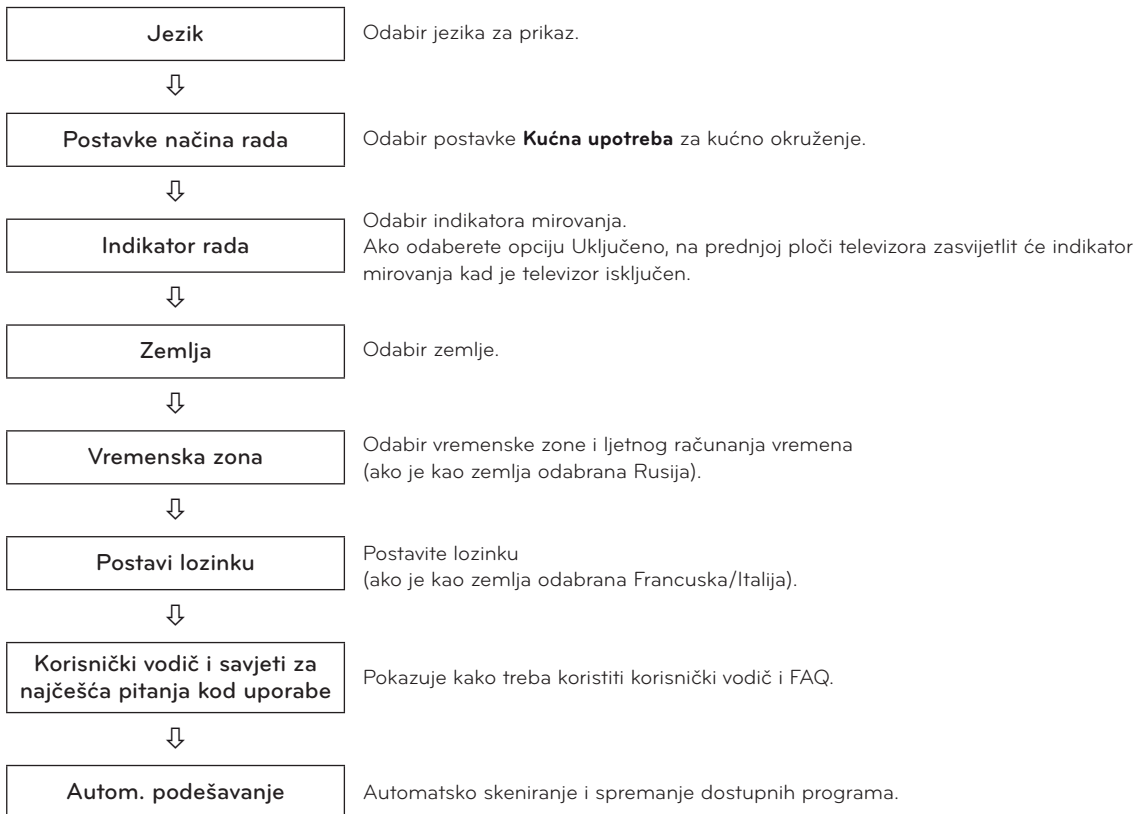 Jezik
Odabir jezika za prikaz.
Postavke načina rada
Odabir postavke Kućna upotreba za kućno okruženje.
Indikator rada
Odabir indikatora mirovanja.
Ako odaberete opciju Uključeno, na prednjoj ploči televizora zasvijetlit će indikator
mirovanja kad je televizor isključen.
Zemlja
Odabir zemlje.
Vremenska zona
Odabir vremenske zone i ljetnog računanja vremena
(ako je kao zemlja odabrana Rusija).
Postavi lozinku
Postavite lozinku
(ako je kao zemlja odabrana Francuska/Italija).
Korisnički vodič i savjeti za
najčešća pitanja kod uporabe
Pokazuje kako treba koristiti korisnički vodič i FAQ.
Autom. podešavanje
Automatsko skeniranje i spremanje dostupnih programa.